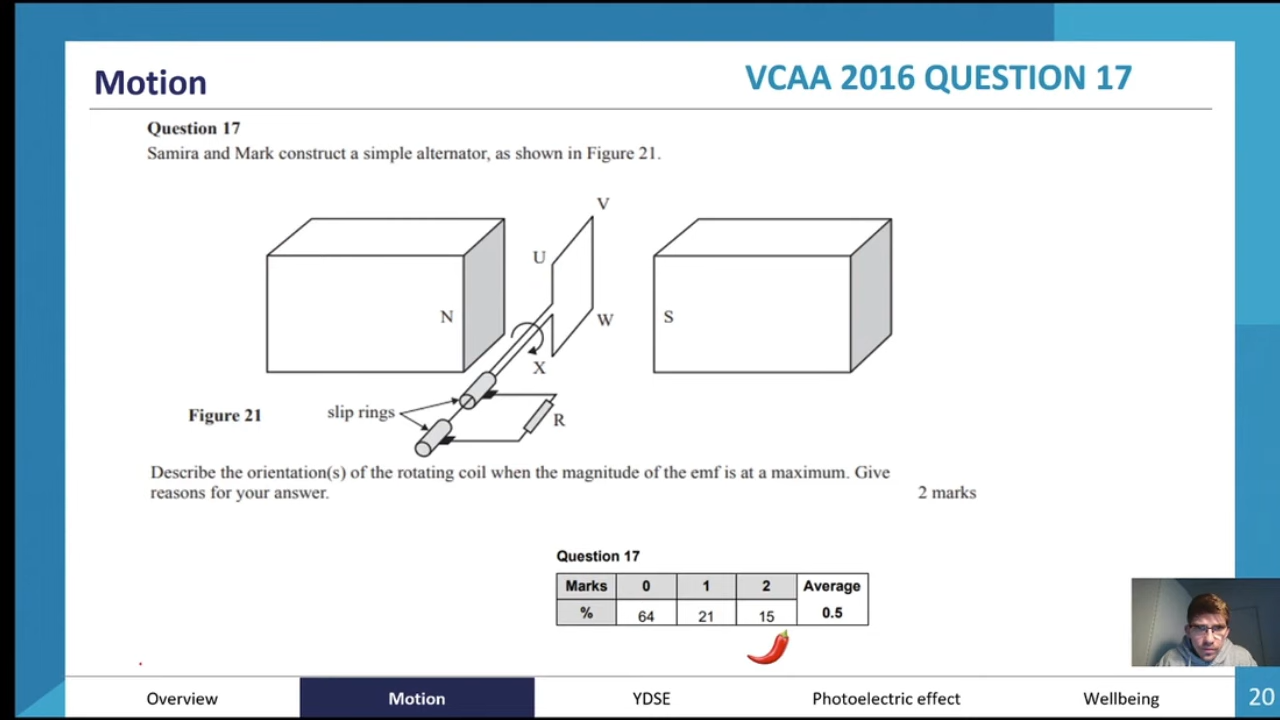 Motion
VCAA 2016 QUESTION 17
Question 17
Samira and Mark construct a simple alternator, as shown in Figure 21.
V
U
N
W
S
X
Figure 21
slip rings
R
Describe the orientation(s) of the rotating coil when the magnitude of the emf is at a maximum. Give
reasons for your answer.
2 marks
Question 17
Marks 0 1 2 Average
% 64 21 15 0.5
Overview Motion YDSE Photoelectric effect Wellbeing 20